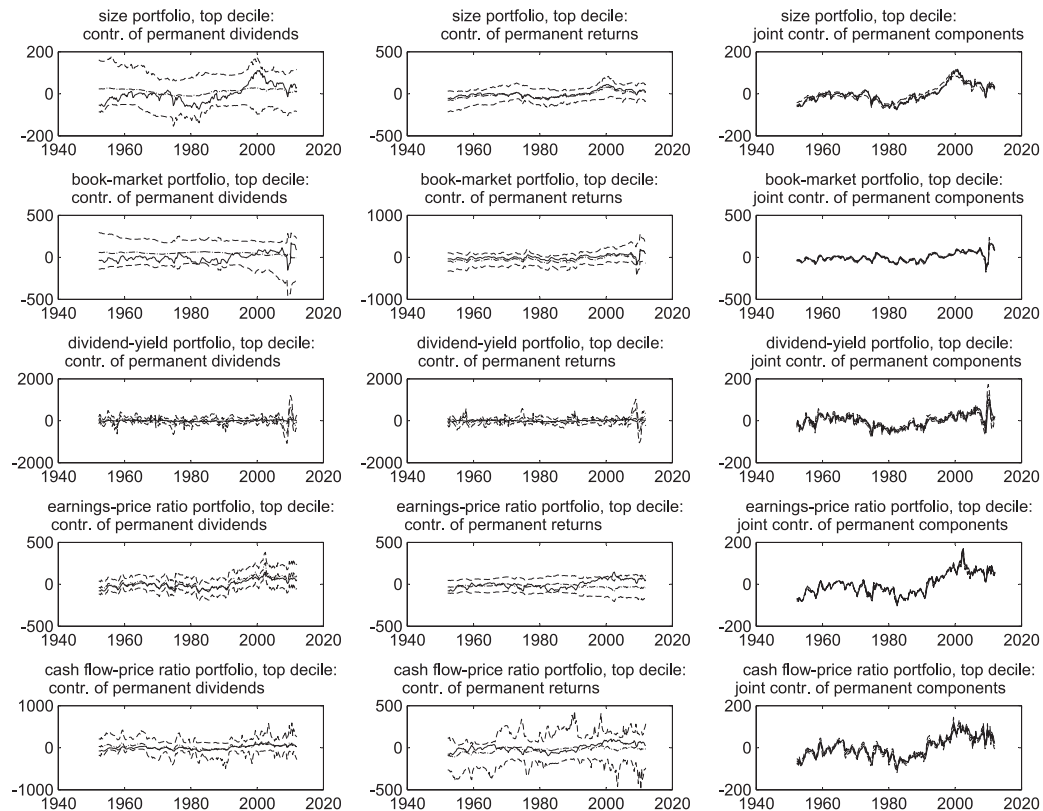 size portfolio, top decile:
contr. of permanent dividends
200
0
-200
1940 1960 1980 2000 2020
size portfolio, top decile:
contr. of permanent returns
500
0
-500
1940 1960 1980 2000 2020
size portfolio, top decile:
joint contr. of permanent components
200
0
-200
1940 1960 1980 2000 2020
book-market portfolio, top decile:
contr. of permanent dividends
500
0
-500
1940 1960 1980 2000 2020
book-market portfolio, top decile:
contr. of permanent returns
1000
0
-1000
1940 1960 1980 2000 2020
book-market portfolio, top decile:
joint contr. of permanent components
500
0
-500
1940 1960 1980 2000 2020
dividend-yield portfolio, top decile:
contr. of permanent dividends
2000
0
-2000
1940 1960 1980 2000 2020
dividend-yield portfolio, top decile:
contr. of permanent returns
2000
0
-2000
1940 1960 1980 2000 2020
dividend-yield portfolio, top decile:
joint contr. of permanent components
200
0
-200
1940 1960 1980 2000 2020
earnings-price ratio portfolio, top decile:
contr. of permanent dividends
500
0
-500
1940 1960 1980 2000 2020
earnings-price ratio portfolio, top decile:
contr. of permanent returns
500
0
-500
1940 1960 1980 2000 2020
earnings-price ratio portfolio, top decile:
joint contr. of permanent components
200
0
-200
1940 1960 1980 2000 2020
cash flow-price ratio portfolio, top decile:
contr. of permanent dividends
1000
0
-1000
1940 1960 1980 2000 2020
cash flow-price ratio portfolio, top decile:
contr. of permanent returns
500
0
-500
1940 1960 1980 2000 2020
cash flow-price ratio portfolio, top decile:
joint contr. of permanent components
200
0
-200
1940 1960 1980 2000 2020